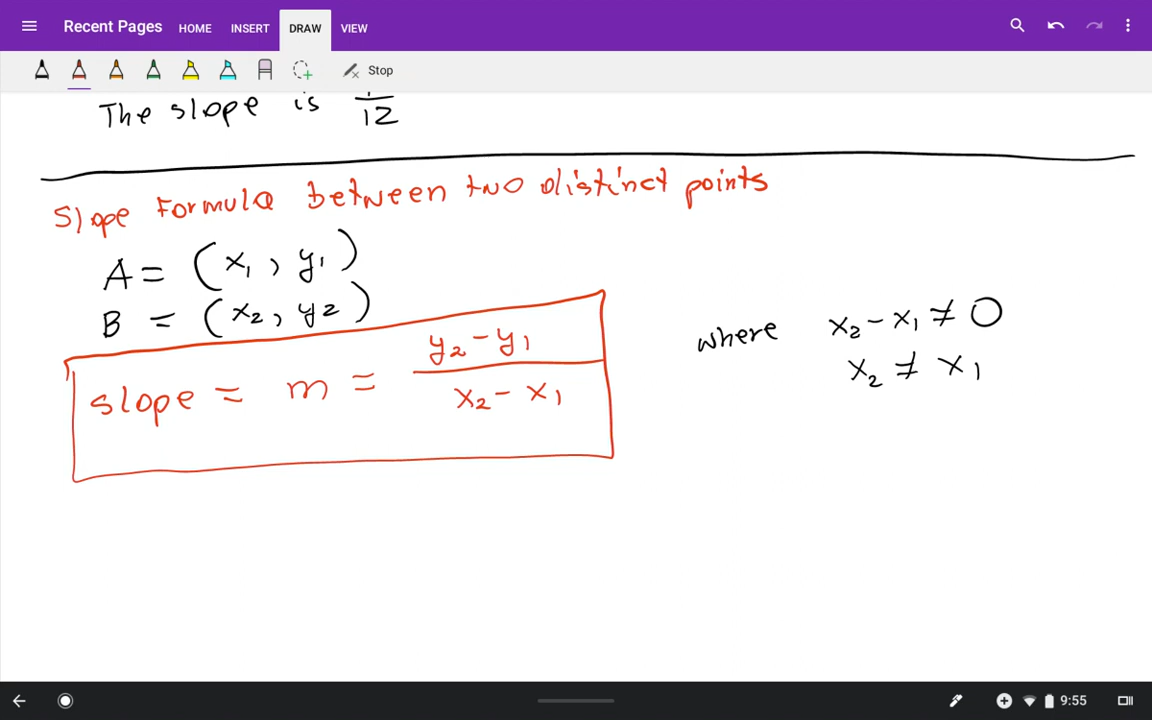 Recent Pages HOME INSERT DRAW VIEW
Stop
The slope is 12
Slope Formula between two distinct points
A = (x₁, y₁)
B = (x₂, y₂)
slope = m = y₂ - y₁ / x₂ - x₁
where x₂ - x₁ ≠ 0
x₂ ≠ x₁
9:55